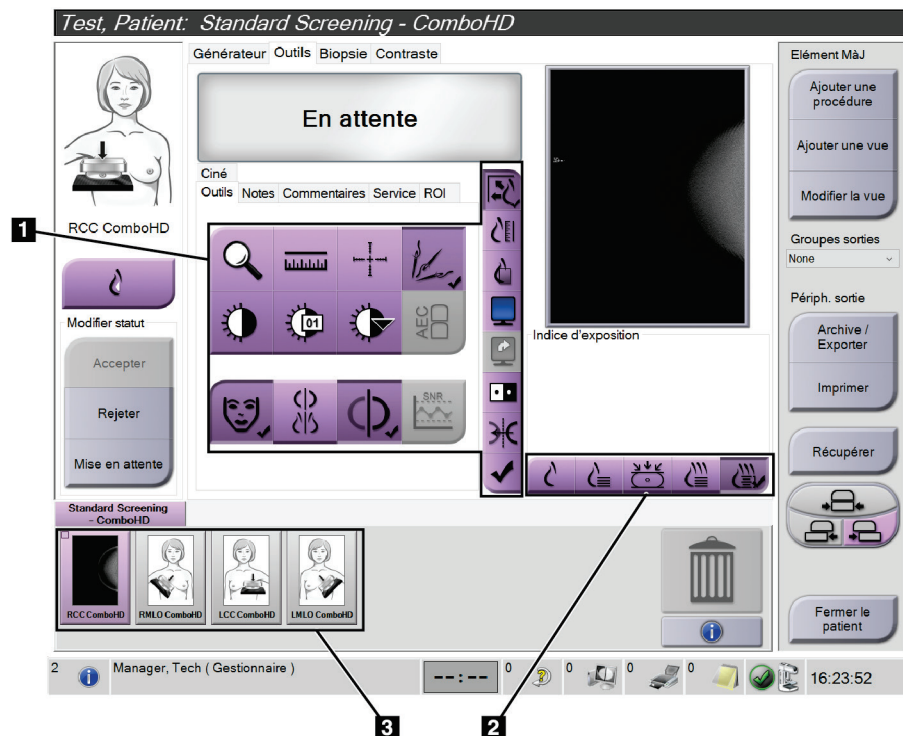 Test, Patient: Standard Screening - ComboHD
Générateur Outils Biopsie Contraste
Elément MàJ
Ajouter une
procédure
Ajouter une vue
Modifier la vue
En attente
Ciné
Outils Notes Commentaires Service ROI
RCC ComboHD
1
Groupes sorties
None
01
AEC
Modifier statut
Périph. sortie
Indice d'exposition
Archive /
Exporter
Imprimer
Accepter
Rejeter
Mise en attente
SNR
Récupérer
Standard Screening
- ComboHD
RCC ComboHD
RMLO ComboHD
LCC ComboHD
LMLO ComboHD
Fermer le
patient
2 Manager, Tech ( Gestionnaire ) --:-- 0 0 0 0 16:23:52
3
2